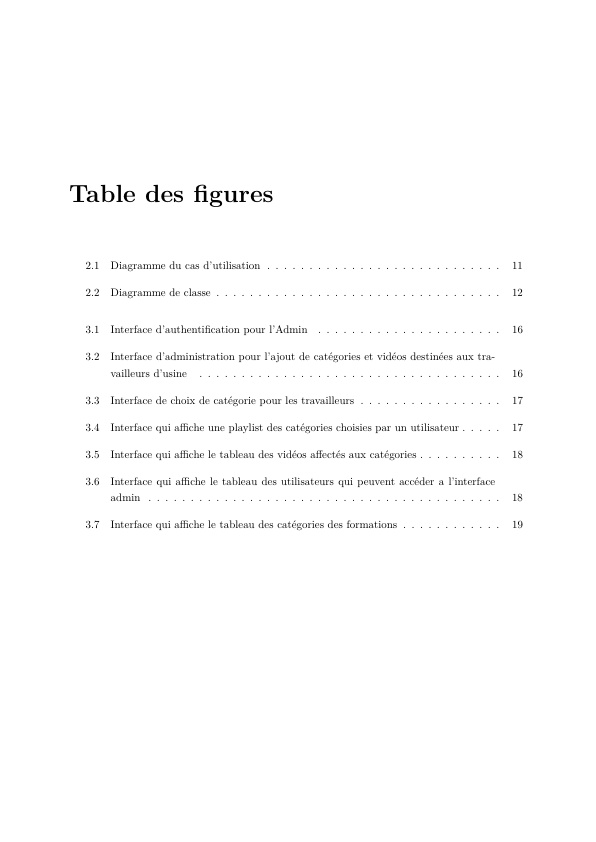 Table des figures
2.1 Diagramme du cas d'utilisation . . . . . . . . . . . . . . . . . . . . . . . . . . . . 11
2.2 Diagramme de classe . . . . . . . . . . . . . . . . . . . . . . . . . . . . . . . . . . 12
3.1 Interface d'authentification pour l'Admin . . . . . . . . . . . . . . . . . . . . . . 16
3.2 Interface d'administration pour l'ajout de catégories et vidéos destinées aux tra-
vailleurs d'usine . . . . . . . . . . . . . . . . . . . . . . . . . . . . . . . . . . . . 16
3.3 Interface de choix de catégorie pour les travailleurs . . . . . . . . . . . . . . . . . 17
3.4 Interface qui affiche une playlist des catégories choisies par un utilisateur . . . . . 17
3.5 Interface qui affiche le tableau des vidéos affectés aux catégories . . . . . . . . . . 18
3.6 Interface qui affiche le tableau des utilisateurs qui peuvent accéder a l'interface
admin . . . . . . . . . . . . . . . . . . . . . . . . . . . . . . . . . . . . . . . . . . 18
3.7 Interface qui affiche le tableau des catégories des formations . . . . . . . . . . . . 19